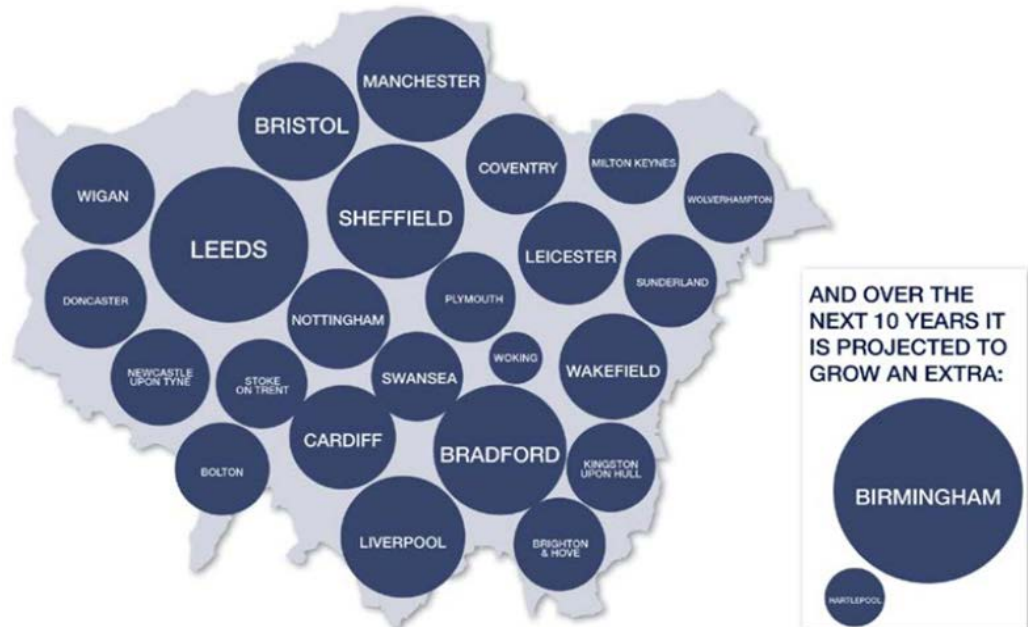 MANCHESTER
BRISTOL
COVENTRY
MILTON KEYNES
WIGAN
WOLVERHAMPTON
SHEFFIELD
LEEDS
LEICESTER
SUNDERLAND
DONCASTER
PLYMOUTH
NOTTINGHAM
WOKING
NEWCASTLE
UPON TYNE
STOKE
ON TRENT
SWANSEA
WAKEFIELD
CARDIFF
BRADFORD
BOLTON
KINGSTON
UPON HULL
LIVERPOOL
BRIGHTON
& HOVE
AND OVER THE
NEXT 10 YEARS IT
IS PROJECTED TO
GROW AN EXTRA:
BIRMINGHAM
HARTLEPOOL